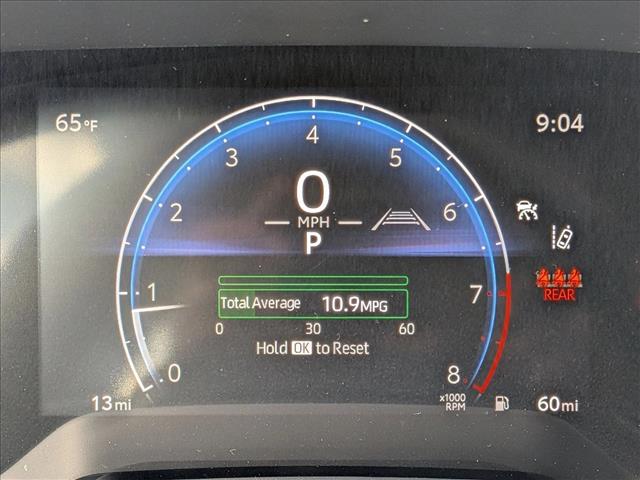 65°F
9:04
4
3 5
2 6
0
MPH
P
REAR
1 7
Total Average 10.9MPG
0 30 60
Hold OK to Reset
0 8
x1000
RPM
13mi
60mi